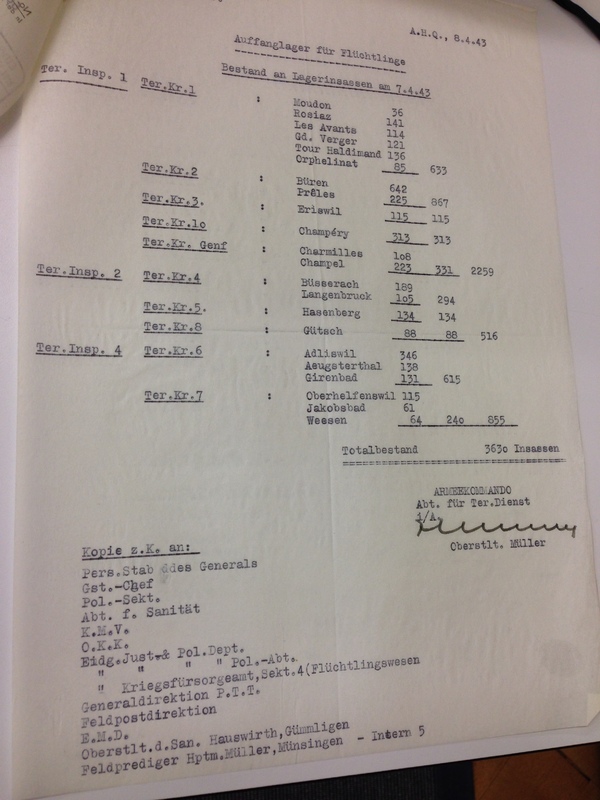 A.H.Q., 8.4.43
Auffanglager für Flüchtlinge
Bestand an Lagerinsassen am 7.4.43
Ter. Insp. 1 Ter.Kr.1 : Moudon 36
Rosiaz 141
Les Avants 114
Gd. Verger 121
Tour Haldimand 136
Orphelinat 85 633
Ter.Kr.2 : Büren 642
Prêles 225 867
Ter.Kr.3. : Eriswil 115 115
Ter.Kr.1o : Champéry 313 313
Ter.Kr. Genf : Charmilles 1o8
Champel 223 331 2259
Ter.Insp. 2 Ter.Kr.4 : Büsserach 189
Langenbruck 1o5 294
Ter.Kr.5. : Hasenberg 134 134
Ter.Kr.8 : Gütsch 88 88 516
Ter.Insp. 4 Ter.Kr.6 : Adliswil 346
Aeugsterthal 138
Girenbad 131 615
Ter.Kr.7 : Oberhelfenswil 115
Jakobsbad 61
Weesen 64 24o 855
Totalbestand 363o Insassen
ARMEEKOMMANDO
Abt. für Ter.Dienst
i/A.
Oberstlt. Müller
Kopie z.K. an:
Pers.Stab ddes Generals
Gst.-Chef
Pol.-Sekt.
Abt. f. Sanität
K.M.V.
O.K.K.
Eidg.Just.& Pol.Dept.
" " " " Pol.-Abt.
" Kriegsfürsorgeamt,Sekt.4(Flüchtlingswesen
Generaldirektion P.T.T.
Feldpostdirektion
E.M.D.
Oberstlt.d.San. Hauswirth,Gümmligen
Feldprediger Hptm.Müller,Münsingen - Intern 5